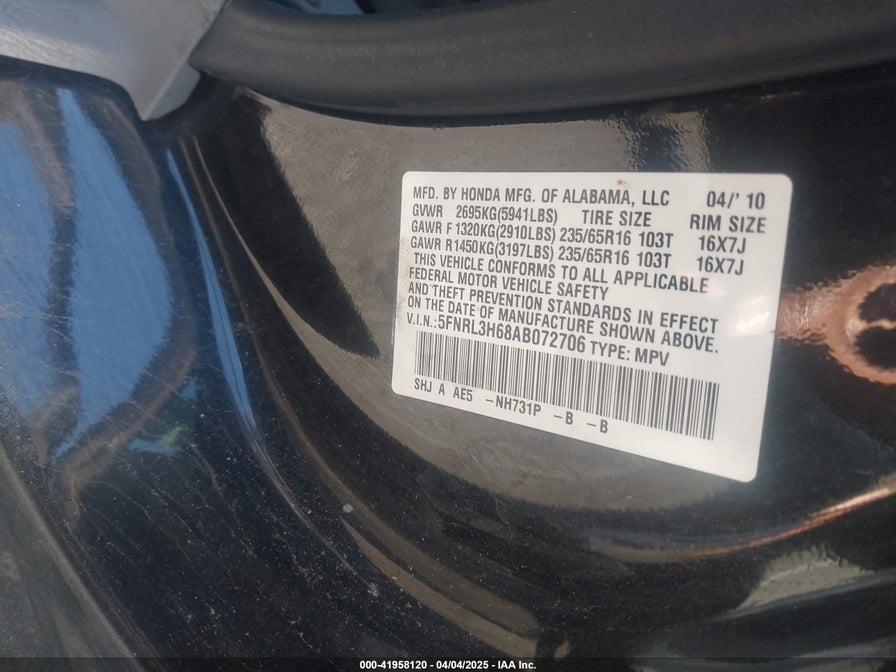 MFD. BY HONDA MFG. OF ALABAMA, LLC 04/' 10
GVWR 2695KG(5941LBS) TIRE SIZE RIM SIZE
GAWR F1320KG(2910LBS) 235/65R16 103T 16X7J
GAWR R1450KG(3197LBS) 235/65R16 103T 16X7J
THIS VEHICLE CONFORMS TO ALL APPLICABLE
FEDERAL MOTOR VEHICLE SAFETY
AND THEFT PREVENTION STANDARDS IN EFFECT
ON THE DATE OF MANUFACTURE SHOWN ABOVE.
V.I.N.: 5FNRL3H68AB072706 TYPE: MPV
SHJ A AE5 -NH731P -B -B
000-41958120 - 04/04/2025 - IAA Inc.